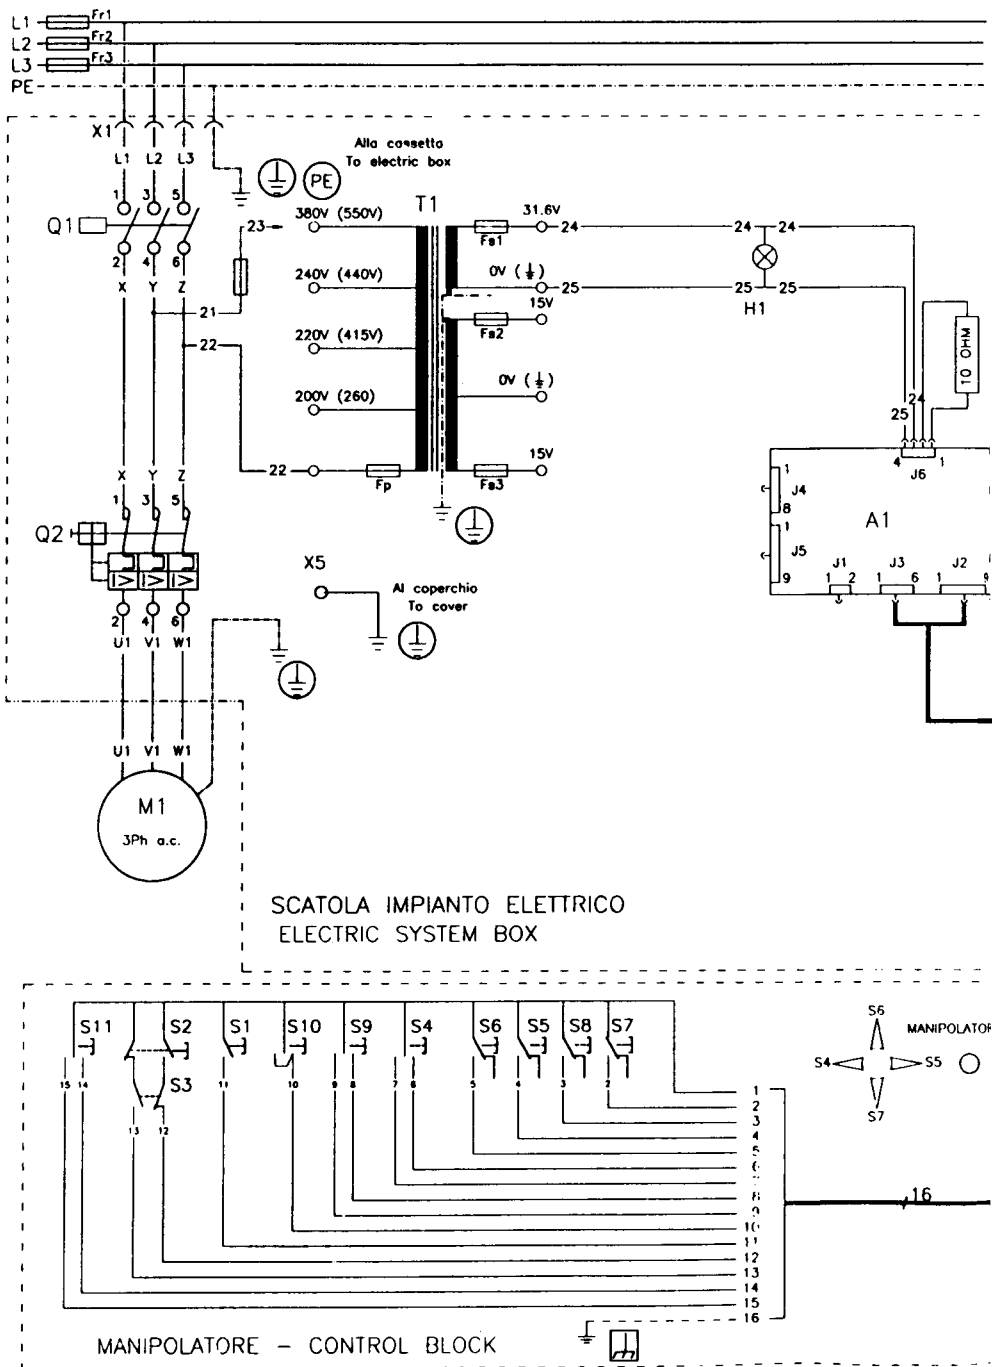 L1 Fr1
L2 Fr2
L3 Fr3
PE
X1
L1 L2 L3
Alla cassetta
To electric box
PE
1 3 5
Q1
2 4 6
X Y Z
23
21
22
T1
380V (550V)
240V (440V)
220V (415V)
200V (260)
22
Fp
31.6V
Fs1
24 24 24
0V
25 25 25
H1
15V
Fs2
0V
15V
Fs3
10 OHM
24
25
4 1
J6
1
J4
8
1
J5
9
A1
J1 J3 J2
1 2 1 6 1 9
X Y Z
1 3 5
Q2
I> I> I>
2 4 6
U1 V1 W1
X5
Al coperchio
To cover
U1 V1 W1
M1
3Ph a.c.
SCATOLA IMPIANTO ELETTRICO
ELECTRIC SYSTEM BOX
S11 S2 S1 S10 S9 S4 S6 S5 S8 S7
S3
15 14 11 10 9 8 7 6 5 4 3 2
13 12
1
2
3
4
5
6
8
9
10
11
12
13
14
15
16
16
S6
MANIPOLATOR
S4 S5
S7
MANIPOLATORE - CONTROL BLOCK